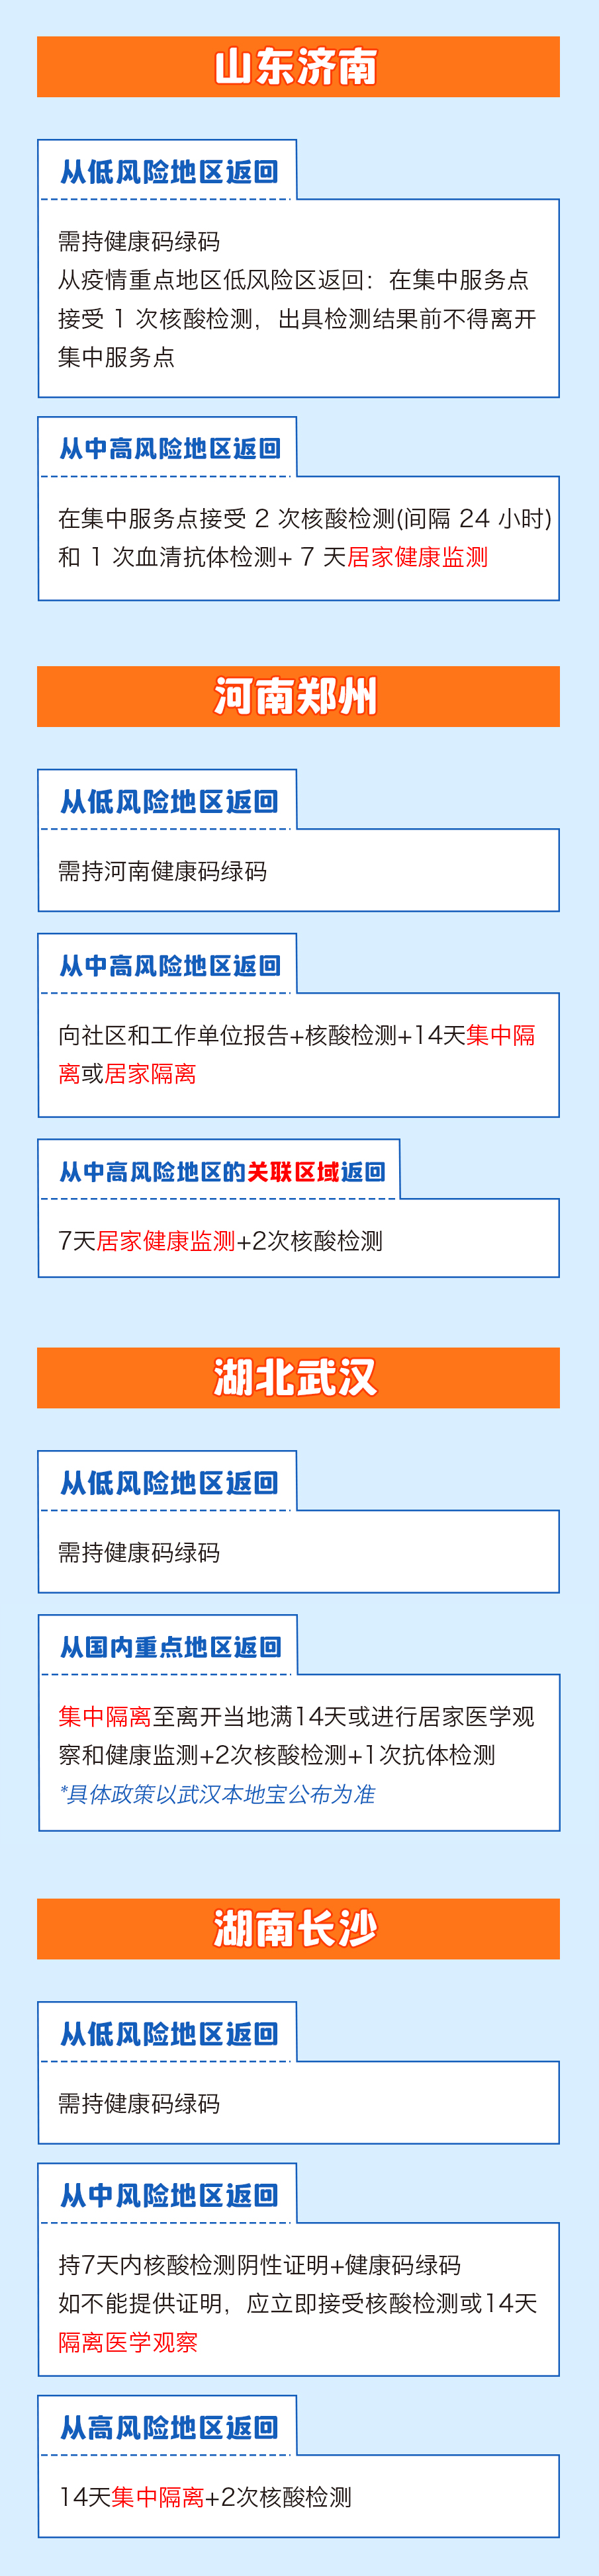 山东济南
从低风险地区返回
需持健康码绿码
从疫情重点地区低风险区返回：在集中服务点
接受 1 次核酸检测，出具检测结果前不得离开
集中服务点
从中高风险地区返回
在集中服务点接受 2 次核酸检测(间隔 24 小时)
和 1 次血清抗体检测+ 7 天居家健康监测
河南郑州
从低风险地区返回
需持河南健康码绿码
从中高风险地区返回
向社区和工作单位报告+核酸检测+14天集中隔
离或居家隔离
从中高风险地区的关联区域返回
7天居家健康监测+2次核酸检测
湖北武汉
从低风险地区返回
需持健康码绿码
从国内重点地区返回
集中隔离至离开当地满14天或进行居家医学观
察和健康监测+2次核酸检测+1次抗体检测
*具体政策以武汉本地宝公布为准
湖南长沙
从低风险地区返回
需持健康码绿码
从中风险地区返回
持7天内核酸检测阴性证明+健康码绿码
如不能提供证明，应立即接受核酸检测或14天
隔离医学观察
从高风险地区返回
14天集中隔离+2次核酸检测